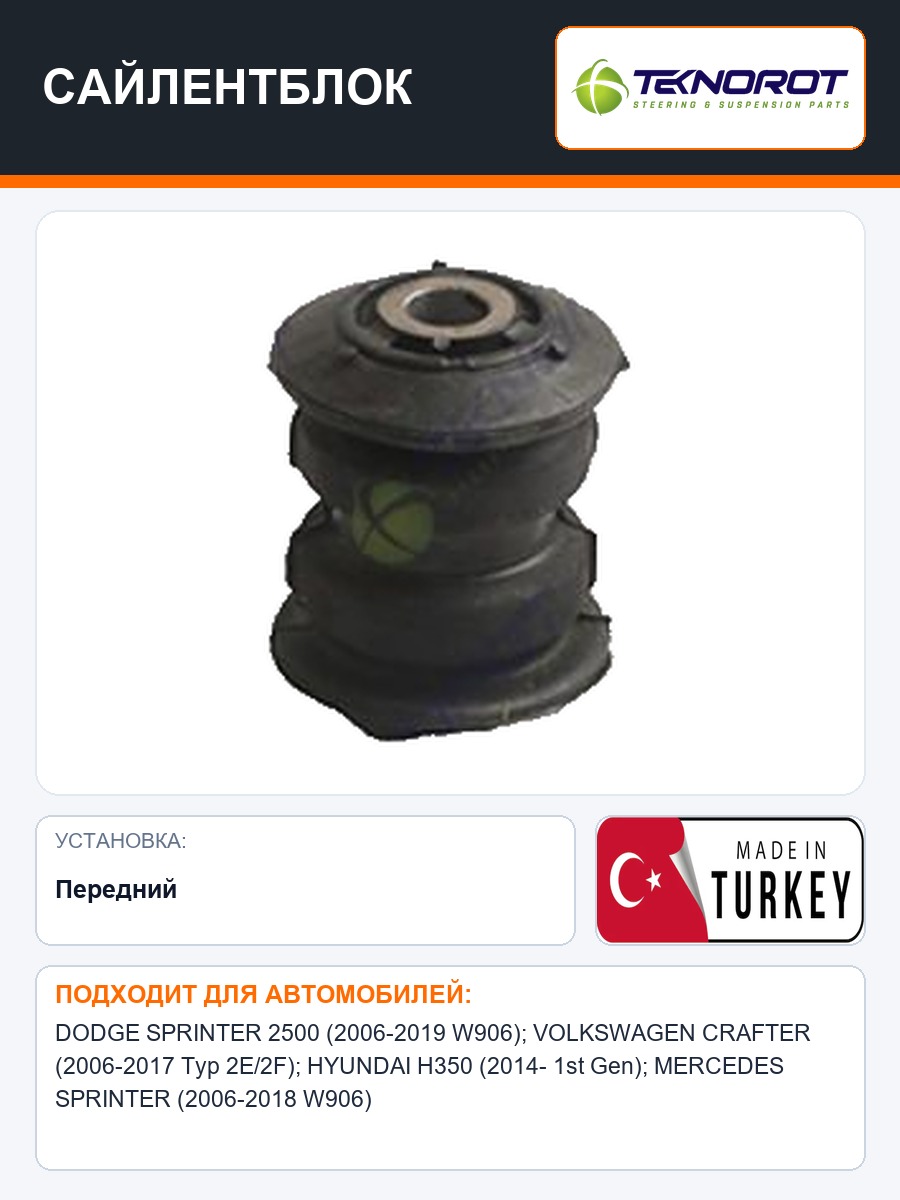 САЙЛЕНТБЛОК
TEKNOROT
STEERING & SUSPENSION PARTS
УСТАНОВКА:
Передний
MADE IN
TURKEY
ПОДХОДИТ ДЛЯ АВТОМОБИЛЕЙ:
DODGE SPRINTER 2500 (2006-2019 W906); VOLKSWAGEN CRAFTER
(2006-2017 Typ 2E/2F); HYUNDAI H350 (2014- 1st Gen); MERCEDES
SPRINTER (2006-2018 W906)